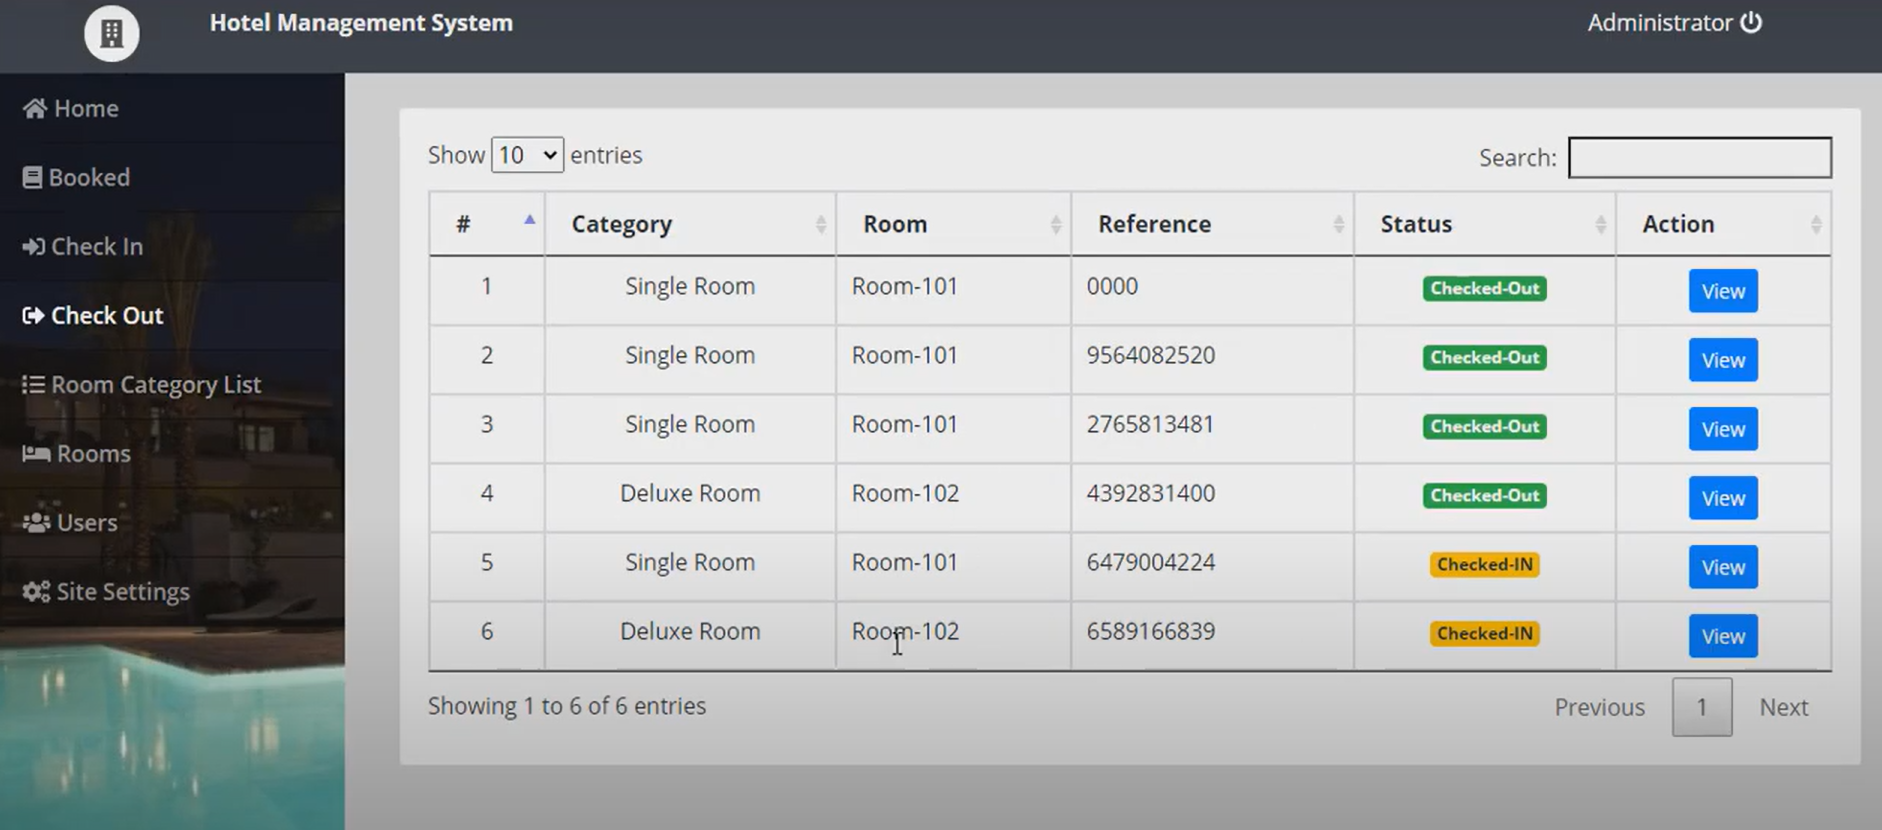 Hotel Management System
Administrator
Home
Booked
Check In
Check Out
Room Category List
Rooms
Users
Site Settings
Show 10 entries
Search:
# Category Room Reference Status Action
1 Single Room Room-101 0000 Checked-Out View
2 Single Room Room-101 9564082520 Checked-Out View
3 Single Room Room-101 2765813481 Checked-Out View
4 Deluxe Room Room-102 4392831400 Checked-Out View
5 Single Room Room-101 6479004224 Checked-IN View
6 Deluxe Room Room-102 6589166839 Checked-IN View
Showing 1 to 6 of 6 entries
Previous 1 Next